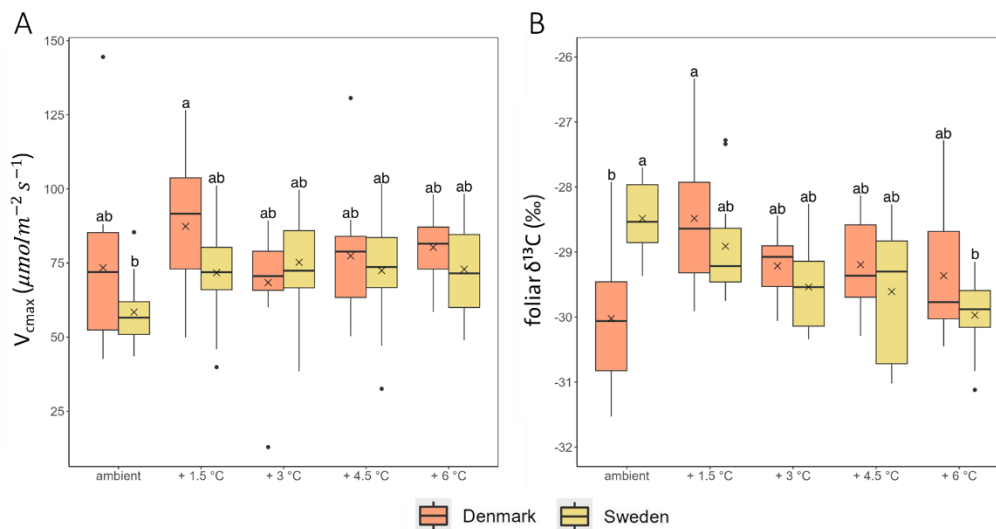 A
B
V_cmax (μmol/m⁻² s⁻¹)
150
125
100
75
50
25
ab
ab
b
a
ab
ab
ab
ab
ab
ab
ab
ambient
+ 1.5 °C
+ 3 °C
+ 4.5 °C
+ 6 °C
foliar δ¹³C (‰)
-26
-27
-28
-29
-30
-31
-32
b
a
a
ab
ab
ab
ab
ab
ab
b
ambient
+ 1.5 °C
+ 3 °C
+ 4.5 °C
+ 6 °C
Denmark
Sweden